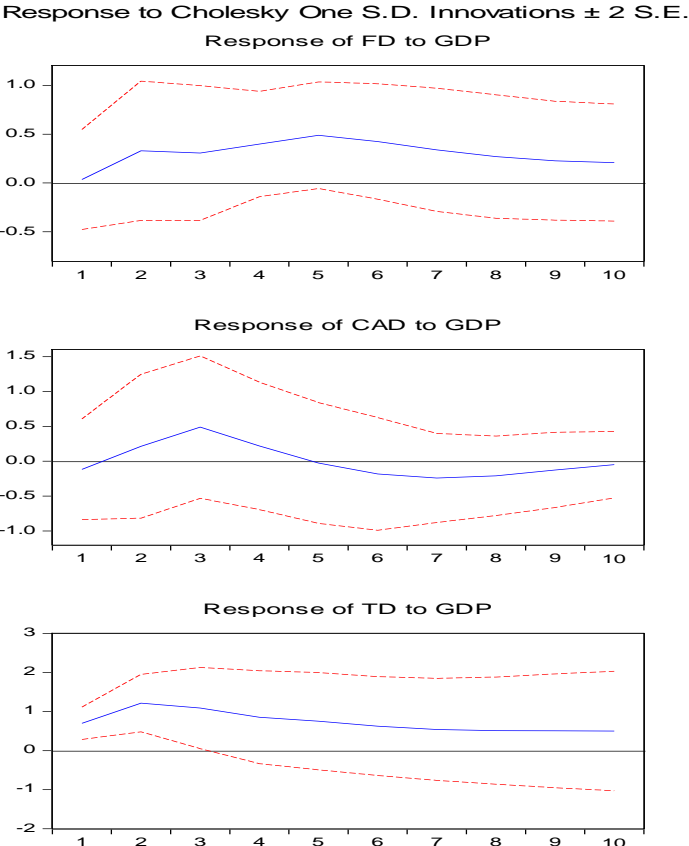 Response to Cholesky One S.D. Innovations ± 2 S.E.
Response of FD to GDP
1.0
0.5
0.0
-0.5
1 2 3 4 5 6 7 8 9 10
Response of CAD to GDP
1.5
1.0
0.5
0.0
-0.5
-1.0
1 2 3 4 5 6 7 8 9 10
Response of TD to GDP
3
2
1
0
-1
-2
1 2 3 4 5 6 7 8 9 10